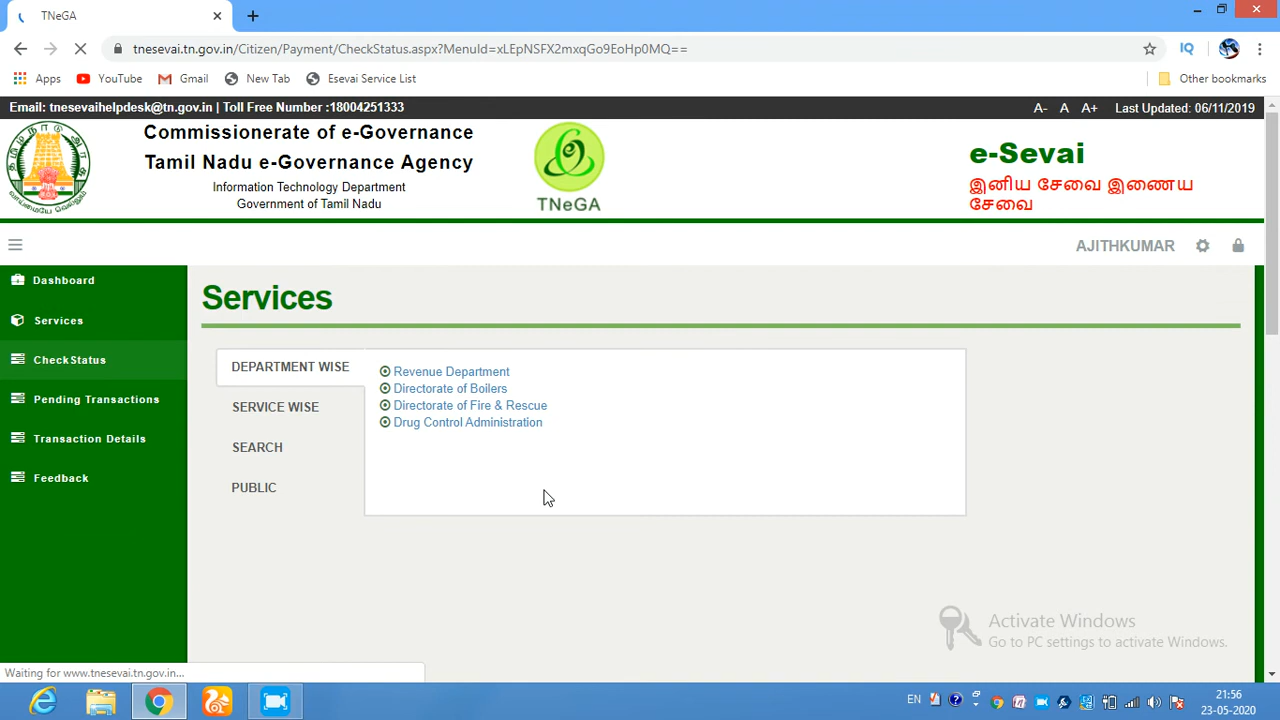 TNeGA
tnesevai.tn.gov.in/Citizen/Payment/CheckStatus.aspx?MenuId=xLEpNSFX2mxqGo9EoHp0MQ==
IQ
Apps YouTube Gmail New Tab Esevai Service List Other bookmarks
Email: tnesevaihelpdesk@tn.gov.in | Toll Free Number :18004251333 A- A A+ Last Updated: 06/11/2019
Commissionerate of e-Governance
Tamil Nadu e-Governance Agency
Information Technology Department
Government of Tamil Nadu
TNeGA
e-Sevai
இனிய சேவை இணைய
சேவை
AJITHKUMAR
Dashboard
Services
CheckStatus
Pending Transactions
Transaction Details
Feedback
Services
DEPARTMENT WISE
SERVICE WISE
SEARCH
PUBLIC
Revenue Department
Directorate of Boilers
Directorate of Fire & Rescue
Drug Control Administration
Activate Windows
Go to PC settings to activate Windows.
Waiting for www.tnesevai.tn.gov.in...
EN
21:56
23-05-2020